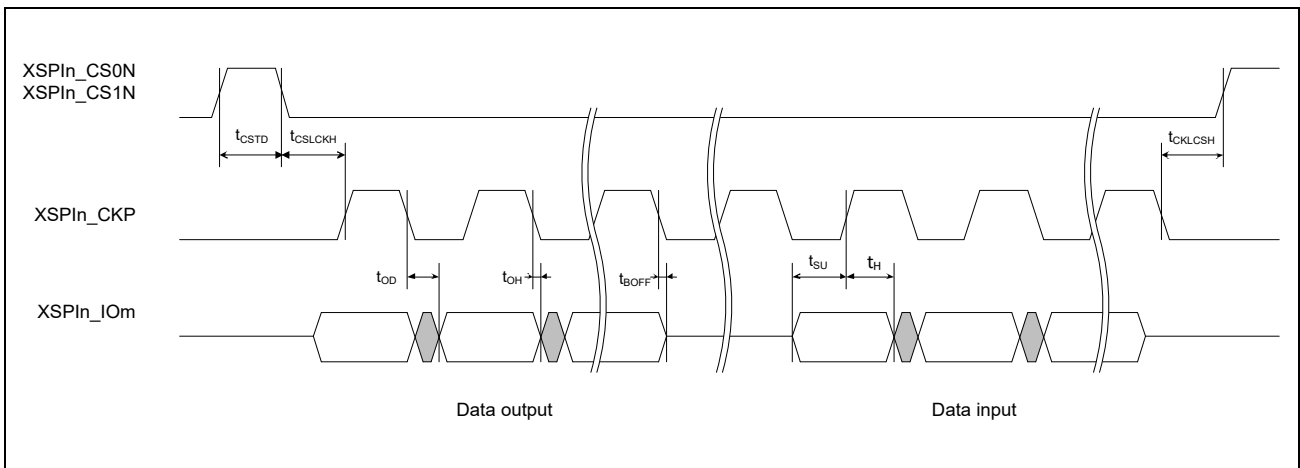 XSPIn_CS0N
XSPIn_CS1N
tCSTD
tCSLCKH
tCKLCSH
XSPIn_CKP
tOD
tOH
tBOFF
tSU
tH
XSPIn_IOm
Data output
Data input